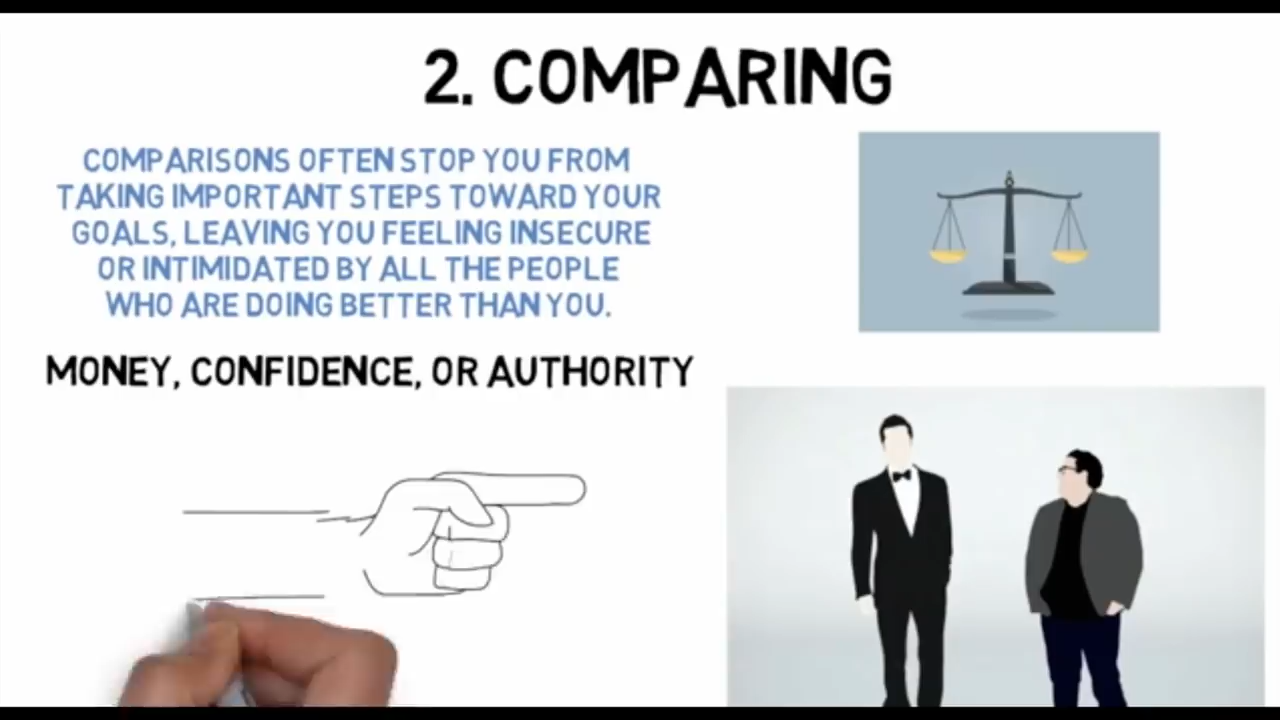 2. COMPARING
COMPARISONS OFTEN STOP YOU FROM
TAKING IMPORTANT STEPS TOWARD YOUR
GOALS, LEAVING YOU FEELING INSECURE
OR INTIMIDATED BY ALL THE PEOPLE
WHO ARE DOING BETTER THAN YOU.
MONEY, CONFIDENCE, OR AUTHORITY